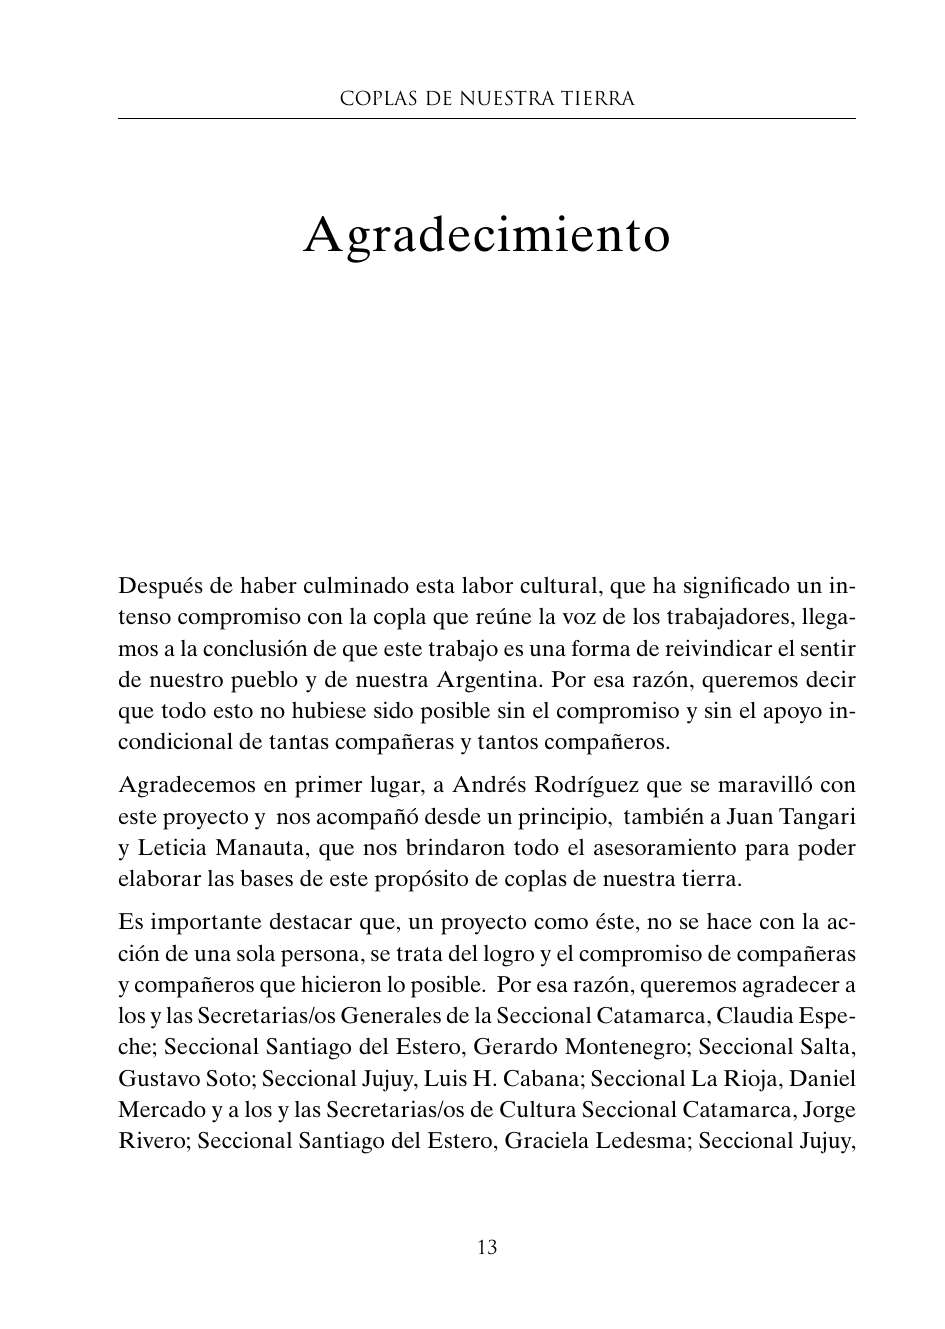 COPLAS DE NUESTRA TIERRA
Agradecimiento
Después de haber culminado esta labor cultural, que ha significado un in-
tenso compromiso con la copla que reúne la voz de los trabajadores, llega-
mos a la conclusión de que este trabajo es una forma de reivindicar el sentir
de nuestro pueblo y de nuestra Argentina. Por esa razón, queremos decir
que todo esto no hubiese sido posible sin el compromiso y sin el apoyo in-
condicional de tantas compañeras y tantos compañeros.
Agradecemos en primer lugar, a Andrés Rodríguez que se maravilló con
este proyecto y  nos acompañó desde un principio,  también a Juan Tangari
y Leticia Manauta, que nos brindaron todo el asesoramiento para poder
elaborar las bases de este propósito de coplas de nuestra tierra.
Es importante destacar que, un proyecto como éste, no se hace con la ac-
ción de una sola persona, se trata del logro y el compromiso de compañeras
y compañeros que hicieron lo posible.  Por esa razón, queremos agradecer a
los y las Secretarias/os Generales de la Seccional Catamarca, Claudia Espe-
che; Seccional Santiago del Estero, Gerardo Montenegro; Seccional Salta,
Gustavo Soto; Seccional Jujuy, Luis H. Cabana; Seccional La Rioja, Daniel
Mercado y a los y las Secretarias/os de Cultura Seccional Catamarca, Jorge
Rivero; Seccional Santiago del Estero, Graciela Ledesma; Seccional Jujuy,
13